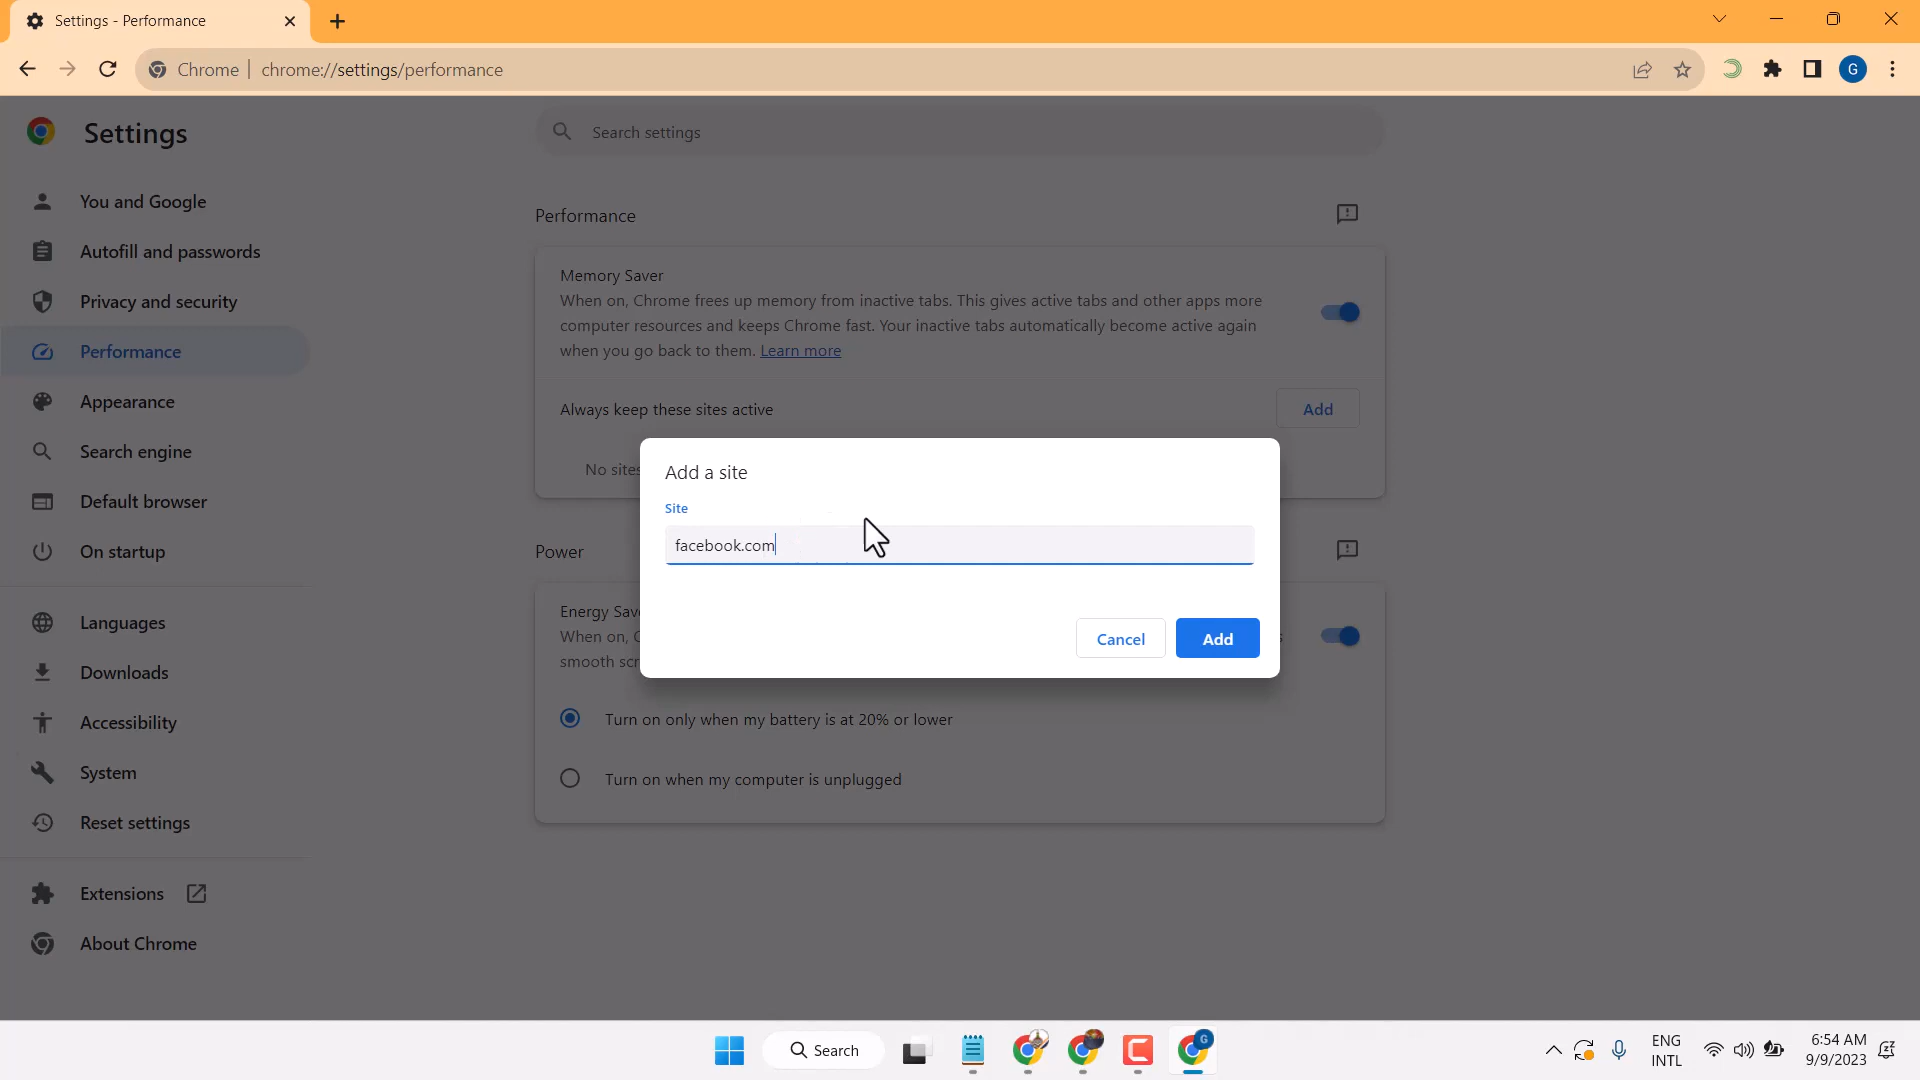 Settings - Performance
Chrome
chrome://settings/performance
G
Settings
Search settings
You and Google
Autofill and passwords
Privacy and security
Performance
Appearance
Search engine
Default browser
On startup
Languages
Downloads
Accessibility
System
Reset settings
Extensions
About Chrome
Performance
Memory Saver
When on, Chrome frees up memory from inactive tabs. This gives active tabs and other apps more
computer resources and keeps Chrome fast. Your inactive tabs automatically become active again
when you go back to them. Learn more
Always keep these sites active
Add
No sites
Add a site
Site
facebook.com
Cancel
Add
Power
Energy Sav
When on, C
smooth scr
Turn on only when my battery is at 20% or lower
Turn on when my computer is unplugged
Search
G
ENG
INTL
6:54 AM
9/9/2023